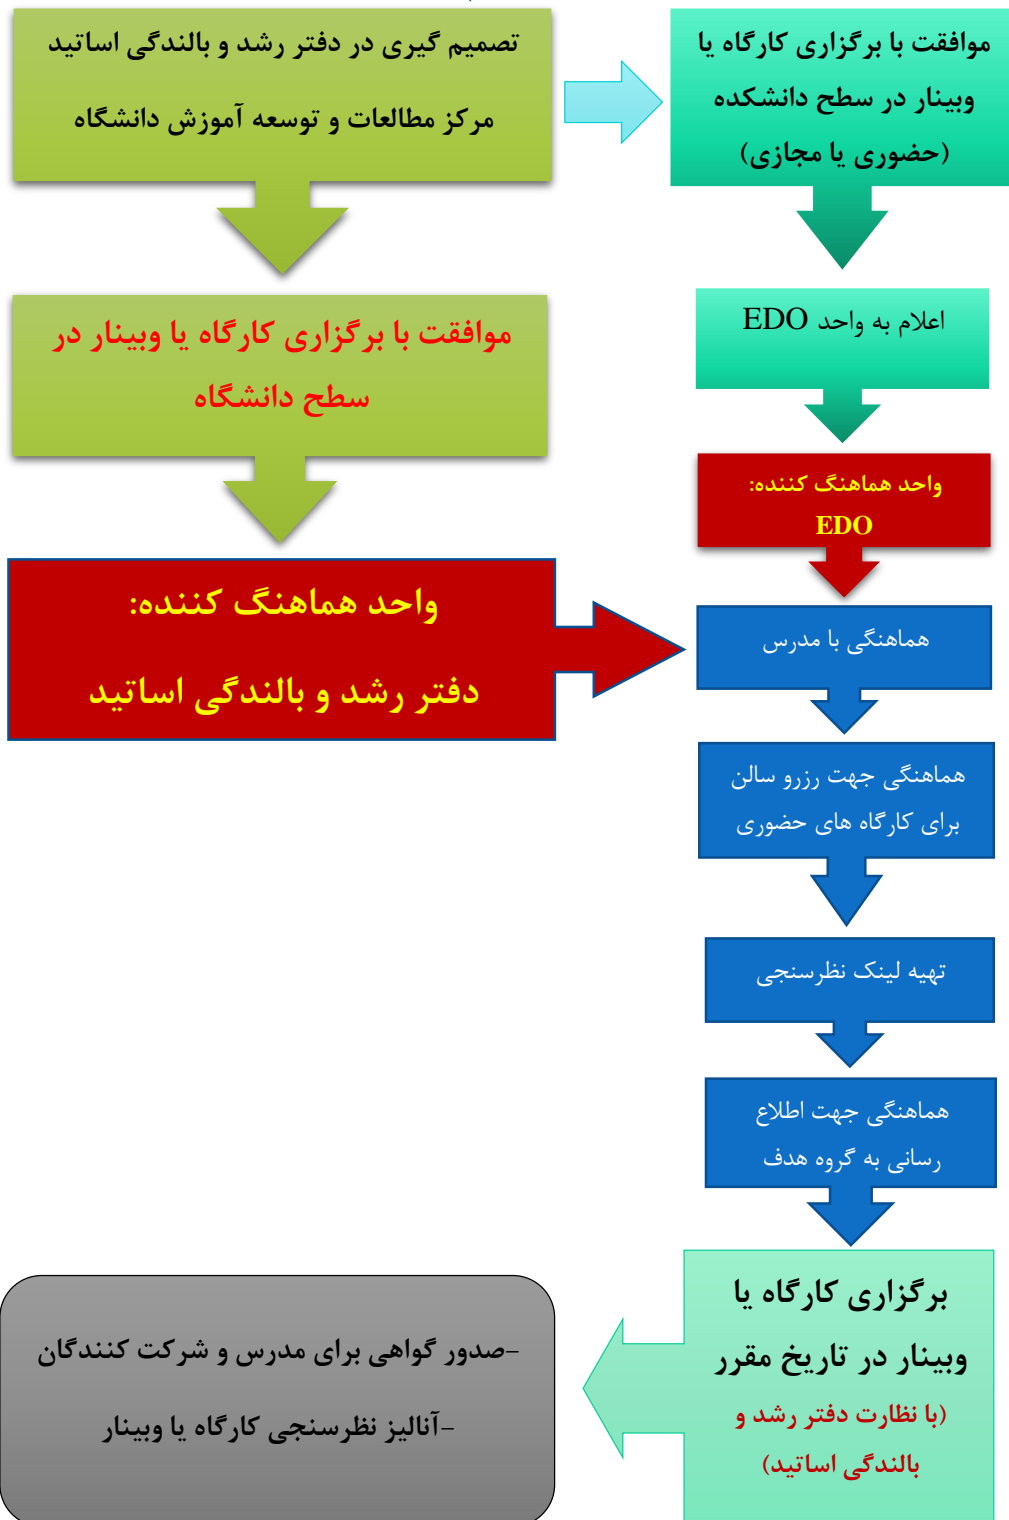 تصمیم گیری در دفتر رشد و بالندگی اساتید
مرکز مطالعات و توسعه آموزش دانشگاه
موافقت با برگزاری کارگاه یا
وبینار در سطح دانشکده
(حضوری یا مجازی)
موافقت با برگزاری کارگاه یا وبینار در
سطح دانشگاه
اعلام به واحد EDO
واحد هماهنگ کننده:
EDO
واحد هماهنگ کننده:
دفتر رشد و بالندگی اساتید
هماهنگی با مدرس
هماهنگی جهت رزرو سالن
برای کارگاه های حضوری
تهیه لینک نظرسنجی
هماهنگی جهت اطلاع
رسانی به گروه هدف
برگزاری کارگاه یا
وبینار در تاریخ مقرر
(با نظارت دفتر رشد و
بالندگی اساتید)
-صدور گواهی برای مدرس و شرکت کنندگان
-آنالیز نظرسنجی کارگاه یا وبینار